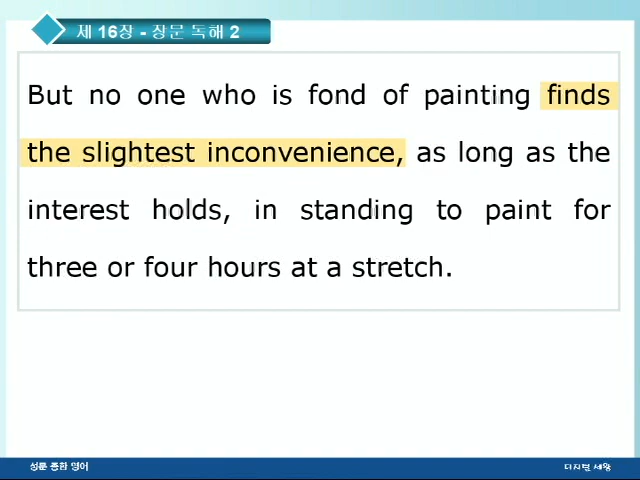 제 16장 - 장문 독해 2
But no one who is fond of painting finds
the slightest inconvenience, as long as the
interest holds, in standing to paint for
three or four hours at a stretch.
성문 종합 영어
디지털 세왕